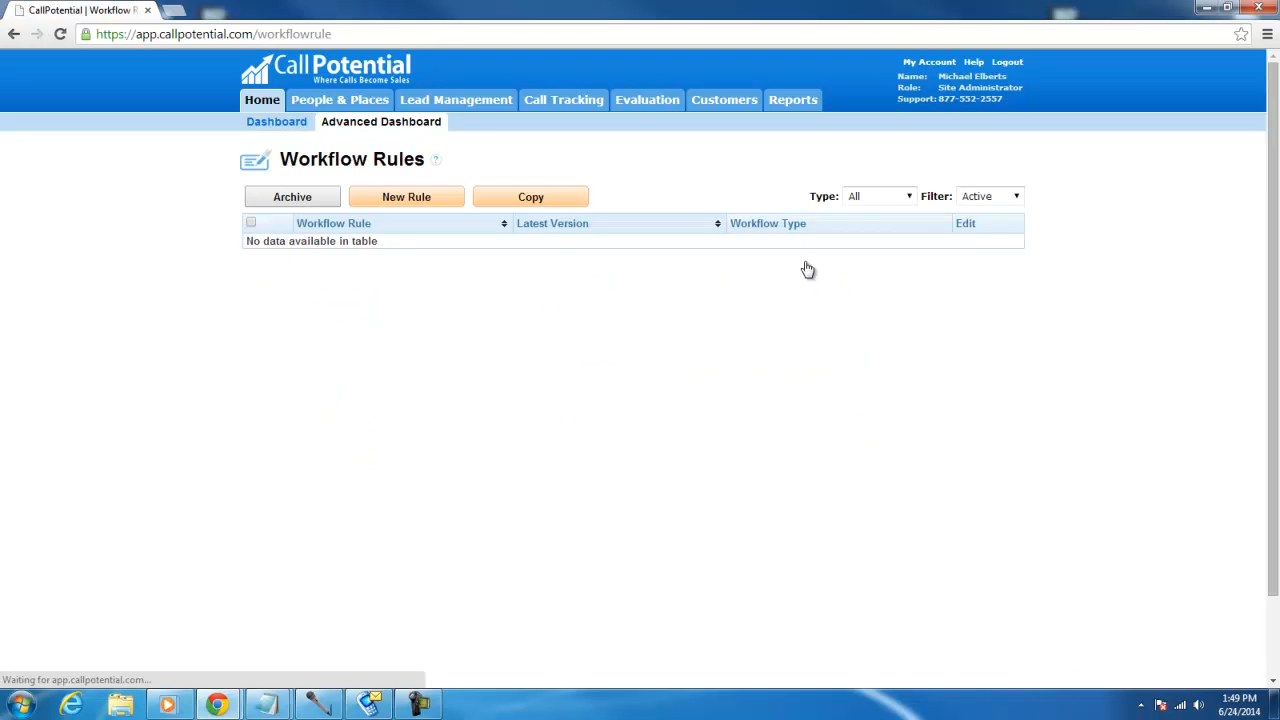 CallPotential | Workflow R
https://app.callpotential.com/workflowrule
CallPotential
Where Calls Become Sales
My Account Help Logout
Name: Michael Elberts
Role: Site Administrator
Support: 877-552-2557
Home People & Places Lead Management Call Tracking Evaluation Customers Reports
Dashboard Advanced Dashboard
Workflow Rules ?
Archive New Rule Copy Type: All Filter: Active
Workflow Rule Latest Version Workflow Type Edit
No data available in table
Waiting for app.callpotential.com...
1:49 PM
6/24/2014